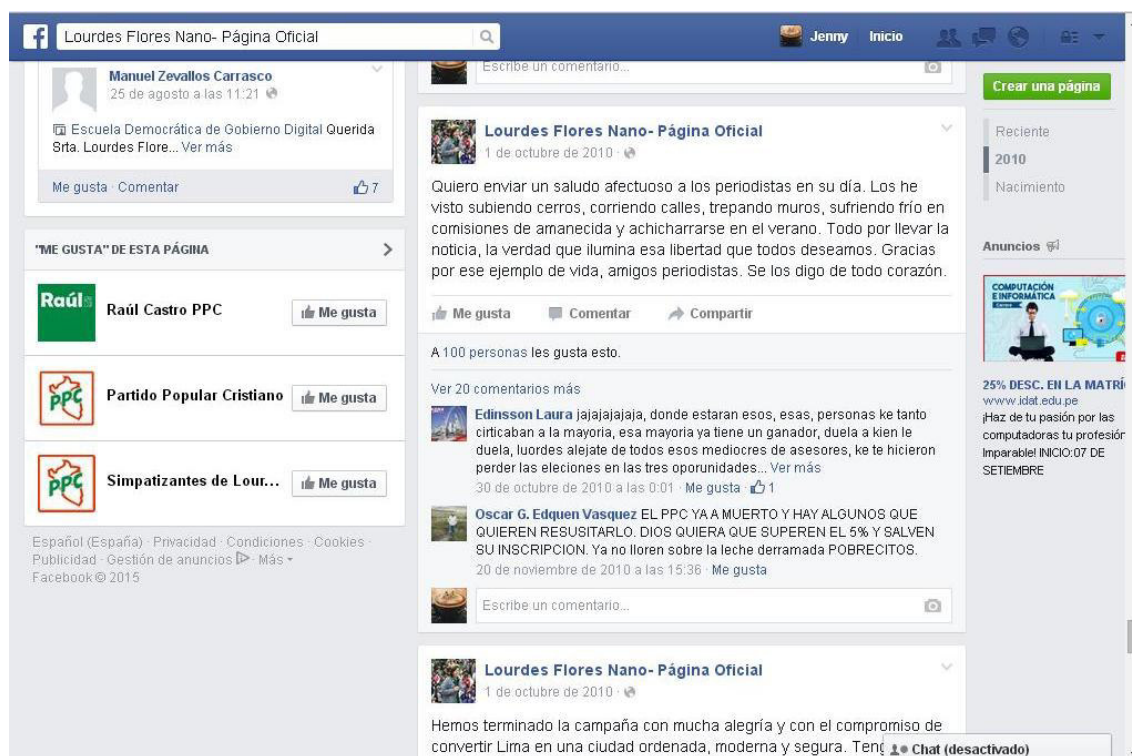 Lourdes Flores Nano- Página Oficial
Jenny
Inicio
Manuel Zevallos Carrasco
25 de agosto a las 11:21
Escuela Democrática de Gobierno Digital Querida
Srta. Lourdes Flore... Ver más
Me gusta · Comentar
7
"ME GUSTA" DE ESTA PÁGINA
Raúl
Raúl Castro PPC
Me gusta
PPC
Partido Popular Cristiano
Me gusta
PPC
Simpatizantes de Lour...
Me gusta
Español (España) · Privacidad · Condiciones · Cookies ·
Publicidad · Gestión de anuncios · Más
Facebook © 2015
Escribe un comentario...
Lourdes Flores Nano- Página Oficial
1 de octubre de 2010 ·
Quiero enviar un saludo afectuoso a los periodistas en su día. Los he
visto subiendo cerros, corriendo calles, trepando muros, sufriendo frío en
comisiones de amanecida y achicharrarse en el verano. Todo por llevar la
noticia, la verdad que ilumina esa libertad que todos deseamos. Gracias
por ese ejemplo de vida, amigos periodistas. Se los digo de todo corazón.
Me gusta
Comentar
Compartir
A 100 personas les gusta esto.
Ver 20 comentarios más
Edinsson Laura jajajajajaja, donde estaran esos, esas, personas ke tanto
cirticaban a la mayoria, esa mayoria ya tiene un ganador, duela a kien le
duela, luordes alejate de todos esos mediocres de asesores, ke te hicieron
perder las eleciones en las tres oporunidades... Ver más
30 de octubre de 2010 a las 0:01 · Me gusta · 1
Oscar G. Edquen Vasquez EL PPC YA A MUERTO Y HAY ALGUNOS QUE
QUIEREN RESUSITARLO. DIOS QUIERA QUE SUPEREN EL 5% Y SALVEN
SU INSCRIPCION. Ya no lloren sobre la leche derramada POBRECITOS.
20 de noviembre de 2010 a las 15:36 · Me gusta
Escribe un comentario...
Lourdes Flores Nano- Página Oficial
1 de octubre de 2010 ·
Hemos terminado la campaña con mucha alegría y con el compromiso de
convertir Lima en una ciudad ordenada, moderna y segura.
Crear una página
Reciente
2010
Nacimiento
Anuncios
COMPUTACIÓN
E INFORMÁTICA
25% DESC. EN LA
www.idat.edu.pe
¡Haz de tu pasión por las
computadoras tu profesión
Imparable! INICIO:07 DE
SETIEMBRE
Chat (desactivado)